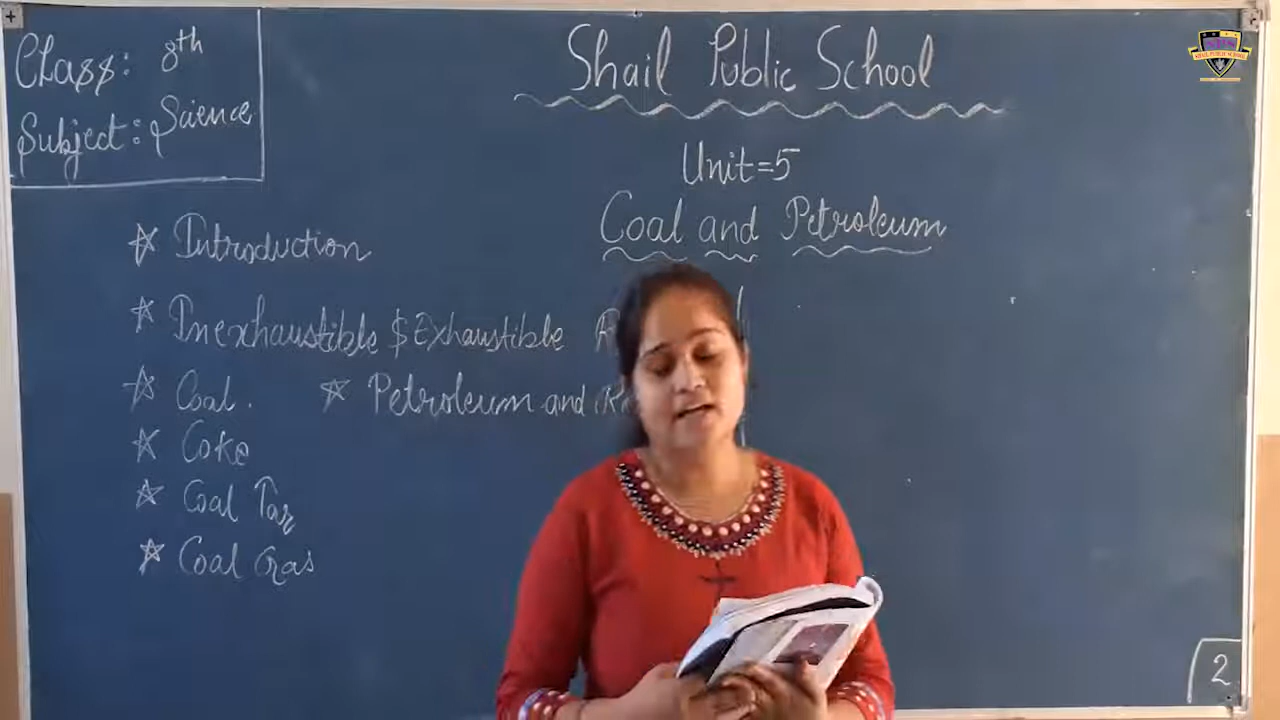 Class: 8th
Subject: Science
Shail Public School
Unit=5
Coal and Petroleum
☆ Introduction
☆ Inexhaustible & Exhaustible
☆ Coal.
☆ Petroleum and
☆ Coke
☆ Coal Tar
☆ Coal Gas
2